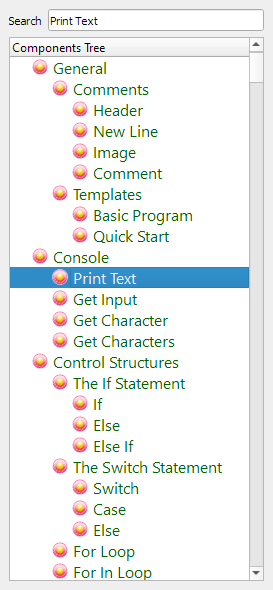 Search Print Text
Components Tree
General
Comments
Header
New Line
Image
Comment
Templates
Basic Program
Quick Start
Console
Print Text
Get Input
Get Character
Get Characters
Control Structures
The If Statement
If
Else
Else If
The Switch Statement
Switch
Case
Else
For Loop
For In Loop